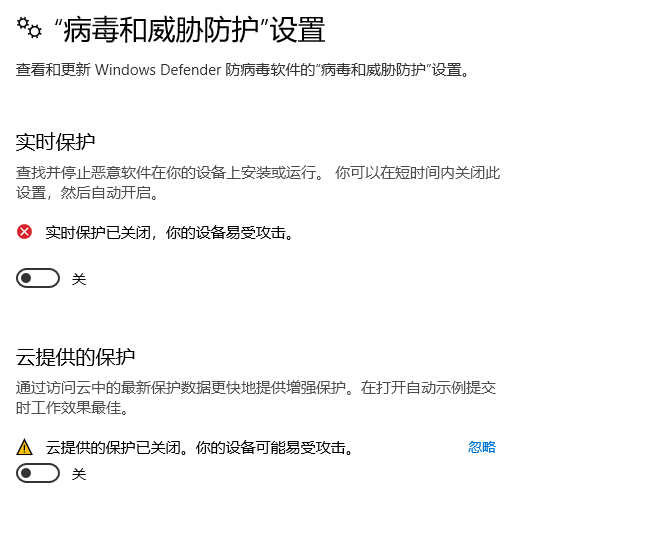 “病毒和威胁防护”设置
查看和更新 Windows Defender 防病毒软件的“病毒和威胁防护”设置。
实时保护
查找并停止恶意软件在你的设备上安装或运行。 你可以在短时间内关闭此
设置，然后自动开启。
实时保护已关闭，你的设备易受攻击。
关
云提供的保护
通过访问云中的最新保护数据更快地提供增强保护。在打开自动示例提交
时工作效果最佳。
云提供的保护已关闭。你的设备可能易受攻击。 忽略
关